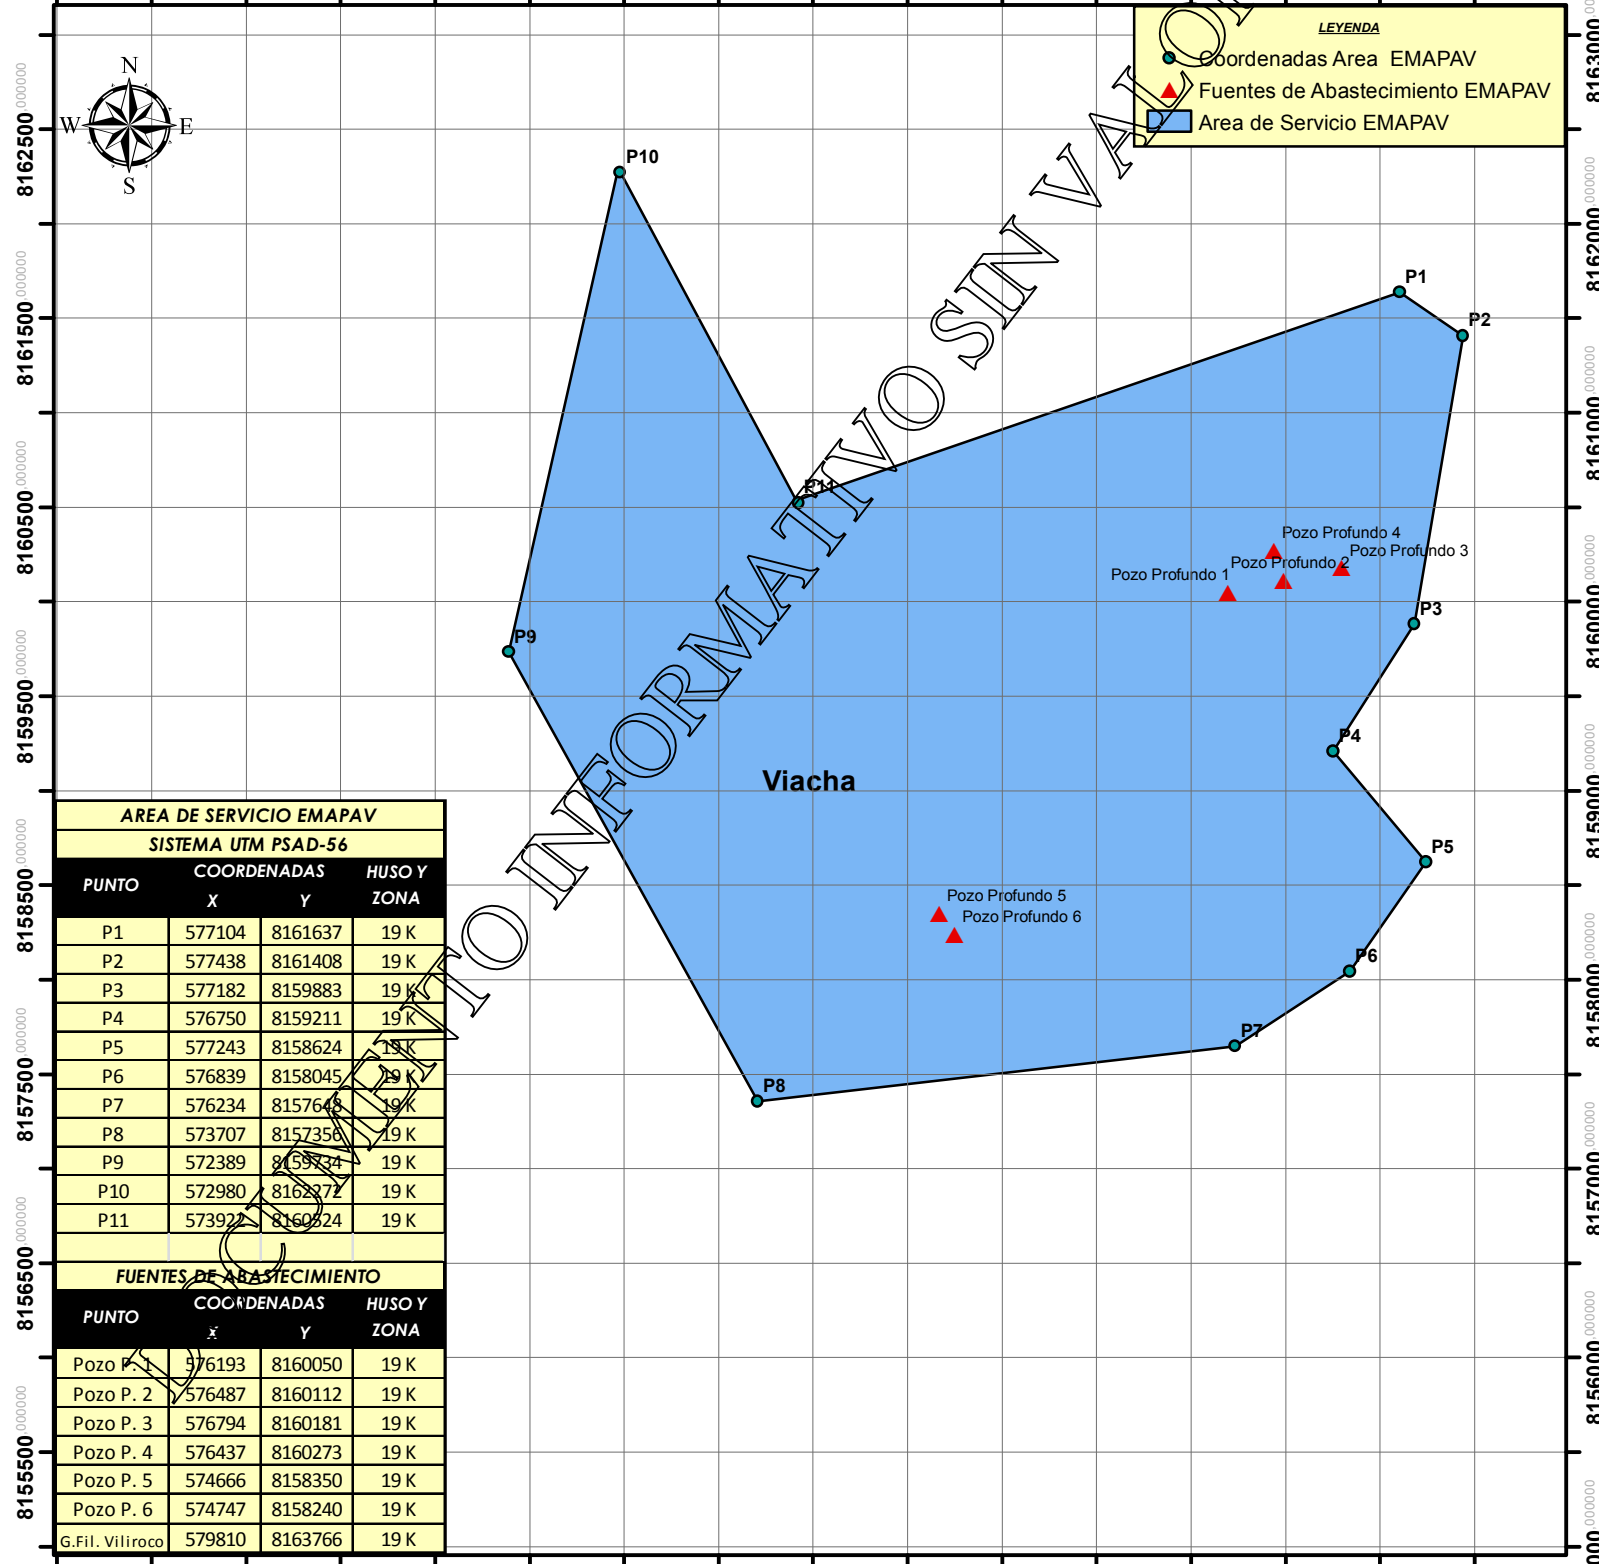 LEYENDA
Coordenadas Area EMAPAV
Fuentes de Abastecimiento EMAPAV
Area de Servicio EMAPAV
N
W E
S
P10
P1
P2
P11
P9
P3
P4
P5
P6
P7
P8
Pozo Profundo 4
Pozo Profundo 3
Pozo Profundo 2
Pozo Profundo 1
Viacha
Pozo Profundo 5
Pozo Profundo 6
DOCUMENTO INFORMATIVO SIN VALO
8162500,000000
8161500,000000
8160500,000000
8159500,000000
8158500,000000
8157500,000000
8156500,000000
8155500,000000
8163000,000000
8162000,000000
8161000,000000
8160000,000000
8159000,000000
8158000,000000
8157000,000000
8156000,000000
AREA DE SERVICIO EMAPAV
SISTEMA UTM PSAD-56
PUNTO COORDENADAS HUSO Y
X Y ZONA
P1 577104 8161637 19 K
P2 577438 8161408 19 K
P3 577182 8159883 19 K
P4 576750 8159211 19 K
P5 577243 8158624 19 K
P6 576839 8158045 19 K
P7 576234 8157648 19 K
P8 573707 8157356 19 K
P9 572389 8159734 19 K
P10 572980 8162272 19 K
P11 573922 8160524 19 K
FUENTES DE ABASTECIMIENTO
PUNTO COORDENADAS HUSO Y
X Y ZONA
Pozo P. 1 576193 8160050 19 K
Pozo P. 2 576487 8160112 19 K
Pozo P. 3 576794 8160181 19 K
Pozo P. 4 576437 8160273 19 K
Pozo P. 5 574666 8158350 19 K
Pozo P. 6 574747 8158240 19 K
G.Fil. Viliroco 579810 8163766 19 K